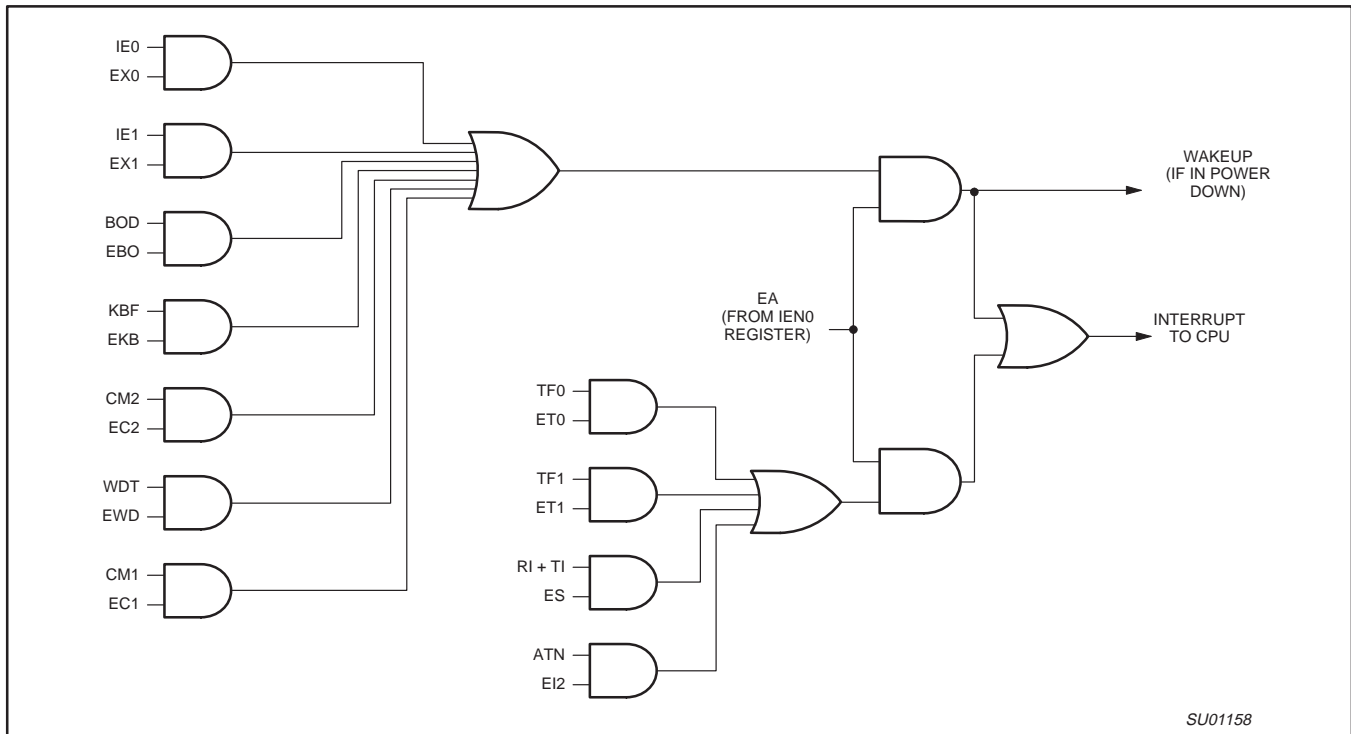 IE0
EX0
IE1
EX1
BOD
EBO
KBF
EKB
CM2
EC2
WDT
EWD
CM1
EC1
WAKEUP
(IF IN POWER
DOWN)
EA
(FROM IEN0
REGISTER)
INTERRUPT
TO CPU
TF0
ET0
TF1
ET1
RI + TI
ES
ATN
EI2
SU01158